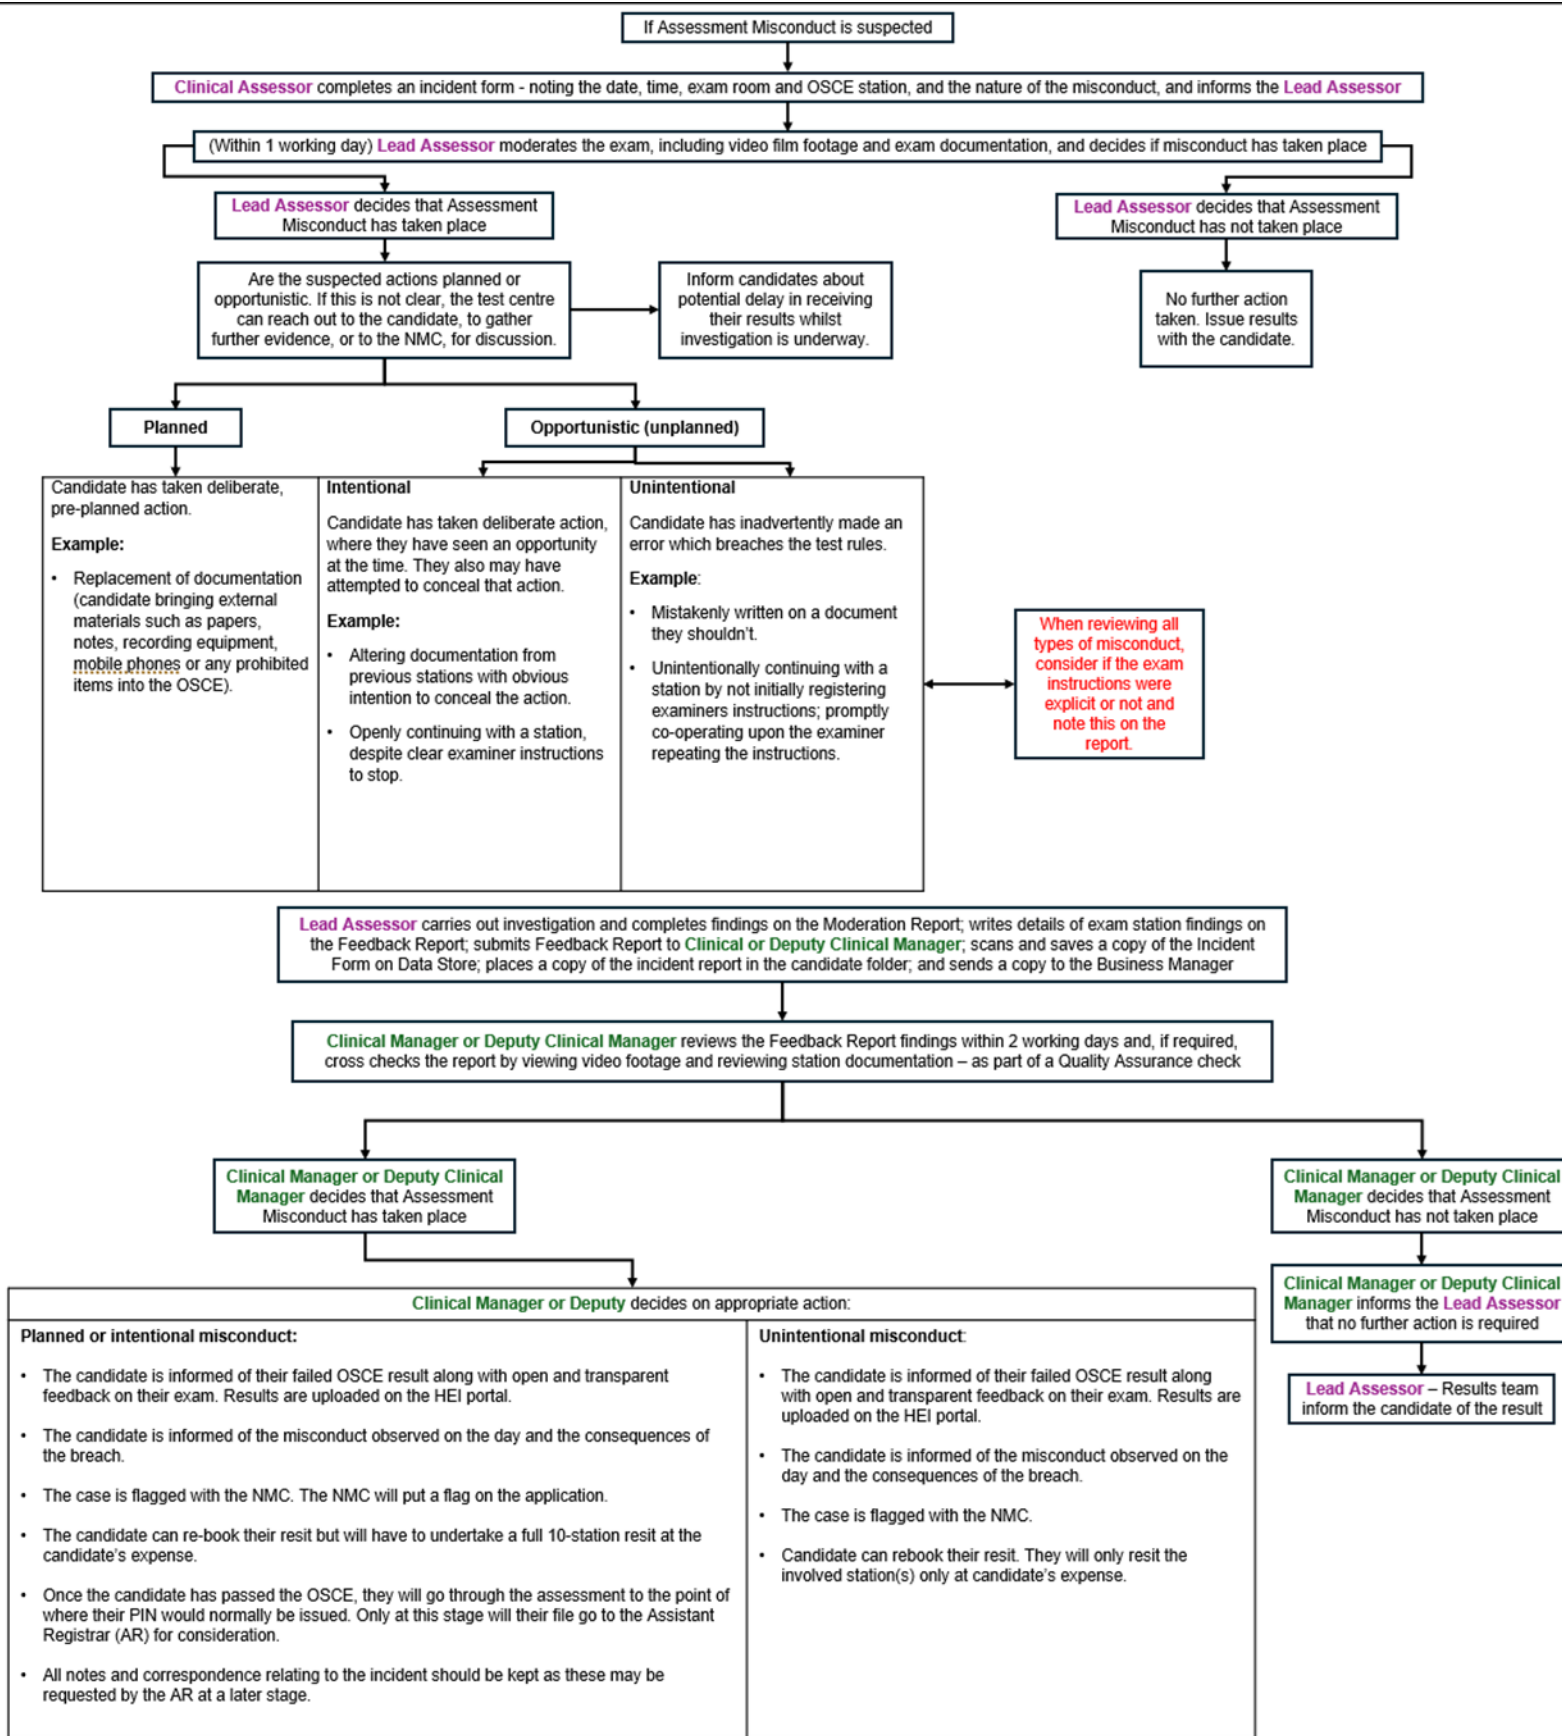 If Assessment Misconduct is suspected
Clinical Assessor completes an incident form - noting the date, time, exam room and OSCE station, and the nature of the misconduct, and informs the Lead Assessor
(Within 1 working day) Lead Assessor moderates the exam, including video film footage and exam documentation, and decides if misconduct has taken place
Lead Assessor decides that Assessment
Misconduct has taken place
Lead Assessor decides that Assessment
Misconduct has not taken place
Are the suspected actions planned or
opportunistic. If this is not clear, the test centre
can reach out to the candidate, to gather
further evidence, or to the NMC, for discussion.
Inform candidates about
potential delay in receiving
their results whilst
investigation is underway.
No further action
taken. Issue results
with the candidate.
Planned
Opportunistic (unplanned)
Candidate has taken deliberate,
pre-planned action.
Example:
• Replacement of documentation
(candidate bringing external
materials such as papers,
notes, recording equipment,
mobile phones or any prohibited
items into the OSCE).
Intentional
Candidate has taken deliberate action,
where they have seen an opportunity
at the time. They also may have
attempted to conceal that action.
Example:
• Altering documentation from
previous stations with obvious
intention to conceal the action.
• Openly continuing with a station,
despite clear examiner instructions
to stop.
Unintentional
Candidate has inadvertently made an
error which breaches the test rules.
Example:
• Mistakenly written on a document
they shouldn't.
• Unintentionally continuing with a
station by not initially registering
examiners instructions; promptly
co-operating upon the examiner
repeating the instructions.
When reviewing all
types of misconduct,
consider if the exam
instructions were
explicit or not and
note this on the
report.
Lead Assessor carries out investigation and completes findings on the Moderation Report; writes details of exam station findings on
the Feedback Report; submits Feedback Report to Clinical or Deputy Clinical Manager; scans and saves a copy of the Incident
Form on Data Store; places a copy of the incident report in the candidate folder; and sends a copy to the Business Manager
Clinical Manager or Deputy Clinical Manager reviews the Feedback Report findings within 2 working days and, if required,
cross checks the report by viewing video footage and reviewing station documentation – as part of a Quality Assurance check
Clinical Manager or Deputy Clinical
Manager decides that Assessment
Misconduct has taken place
Clinical Manager or Deputy Clinical
Manager decides that Assessment
Misconduct has not taken place
Clinical Manager or Deputy Clinical
Manager informs the Lead Assessor
that no further action is required
Lead Assessor – Results team
inform the candidate of the result
Clinical Manager or Deputy decides on appropriate action:
Planned or intentional misconduct:
• The candidate is informed of their failed OSCE result along with open and transparent
feedback on their exam. Results are uploaded on the HEI portal.
• The candidate is informed of the misconduct observed on the day and the consequences of
the breach.
• The case is flagged with the NMC. The NMC will put a flag on the application.
• The candidate can re-book their resit but will have to undertake a full 10-station resit at the
candidate's expense.
• Once the candidate has passed the OSCE, they will go through the assessment to the point of
where their PIN would normally be issued. Only at this stage will their file go to the Assistant
Registrar (AR) for consideration.
• All notes and correspondence relating to the incident should be kept as these may be
requested by the AR at a later stage.
Unintentional misconduct:
• The candidate is informed of their failed OSCE result along
with open and transparent feedback on their exam. Results are
uploaded on the HEI portal.
• The candidate is informed of the misconduct observed on the
day and the consequences of the breach.
• The case is flagged with the NMC.
• Candidate can rebook their resit. They will only resit the
involved station(s) only at candidate's expense.